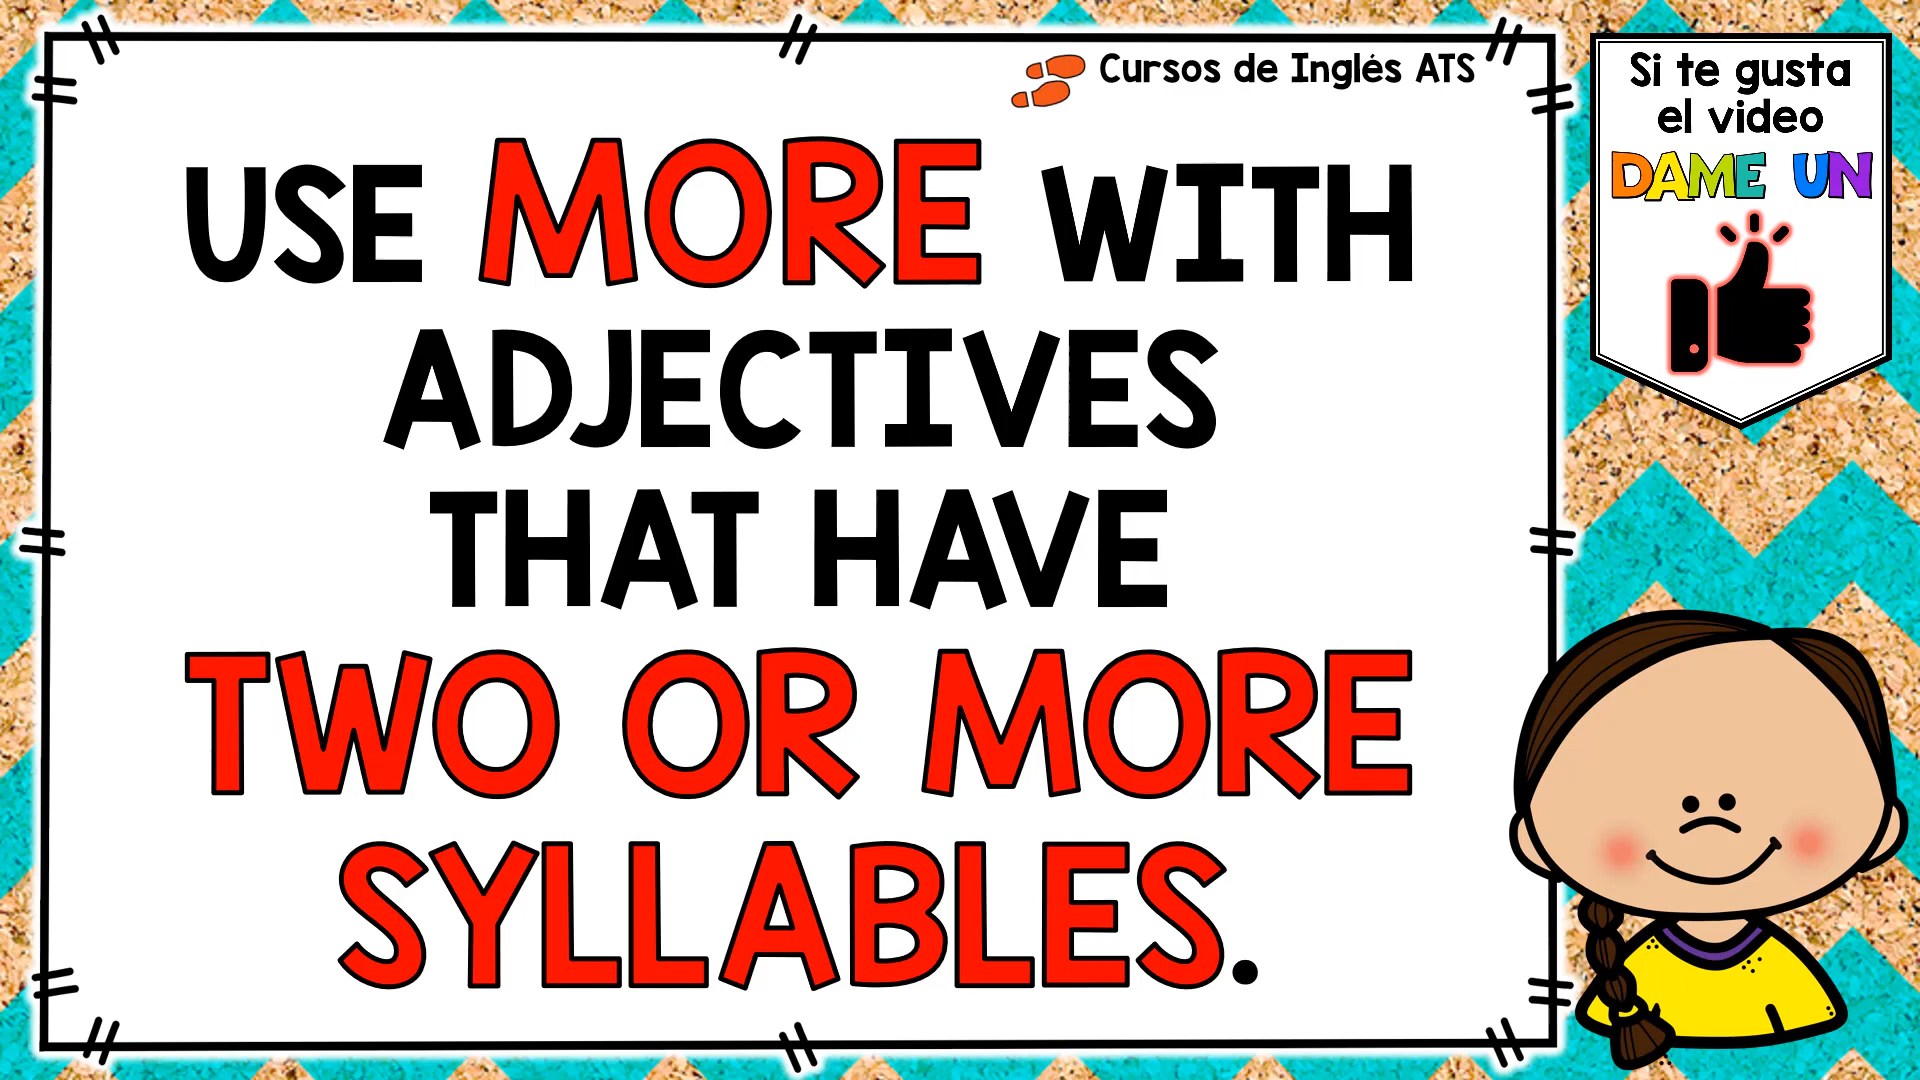 Cursos de Inglés ATS
USE MORE WITH
ADJECTIVES
THAT HAVE
TWO OR MORE
SYLLABLES.
Si te gusta
el video
DAME UN